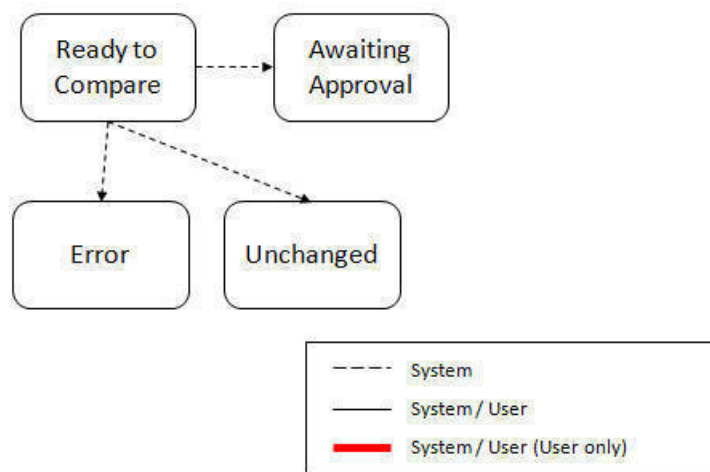 Ready to
Compare
Awaiting
Approval
Error
Unchanged
System
System / User
System / User (User only)